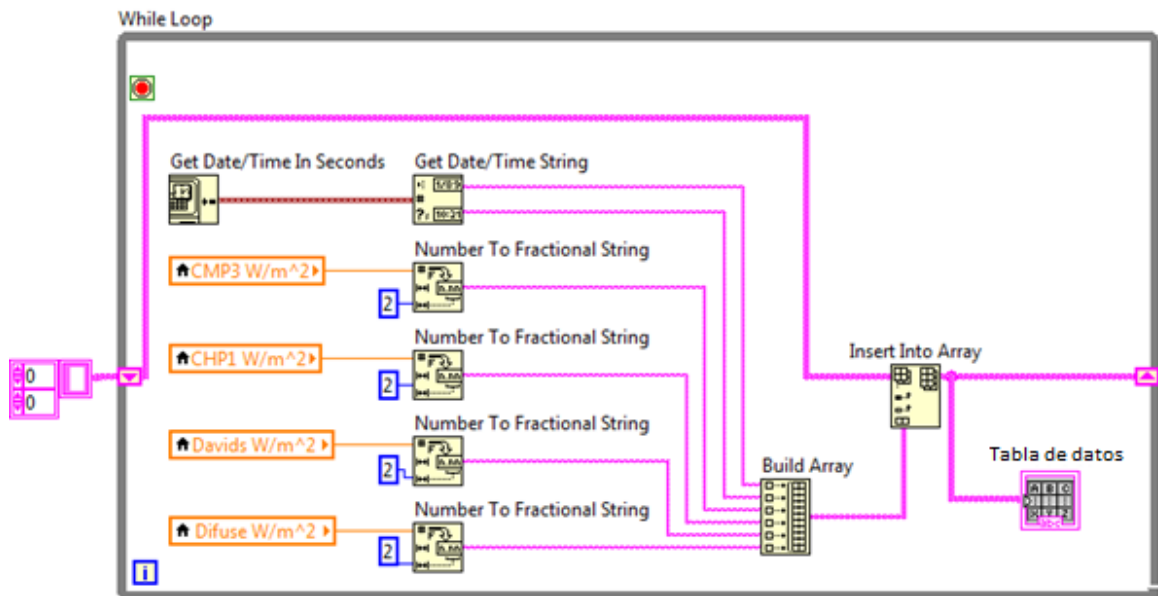 While Loop
Get Date/Time In Seconds
Get Date/Time String
Number To Fractional String
CMP3 W/m^2
2
Number To Fractional String
CHP1 W/m^2
2
Insert Into Array
0
0
Number To Fractional String
Davids W/m^2
2
Tabla de datos
Build Array
Number To Fractional String
Difuse W/m^2
2
i